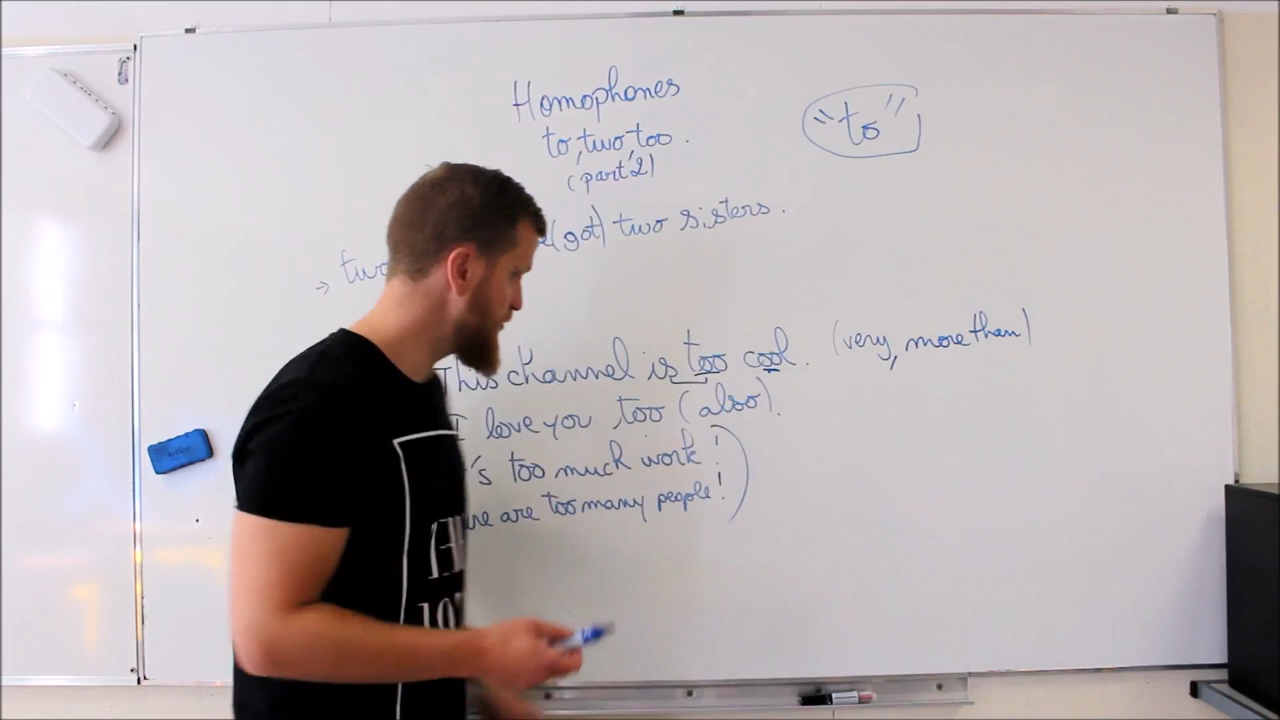 Homophones
to, two, too.
(part 2)
"to"
→ two (got) two sisters.
This channel is too cool. (very, more than)
I love you too (also).
's too much work!
are too many people!